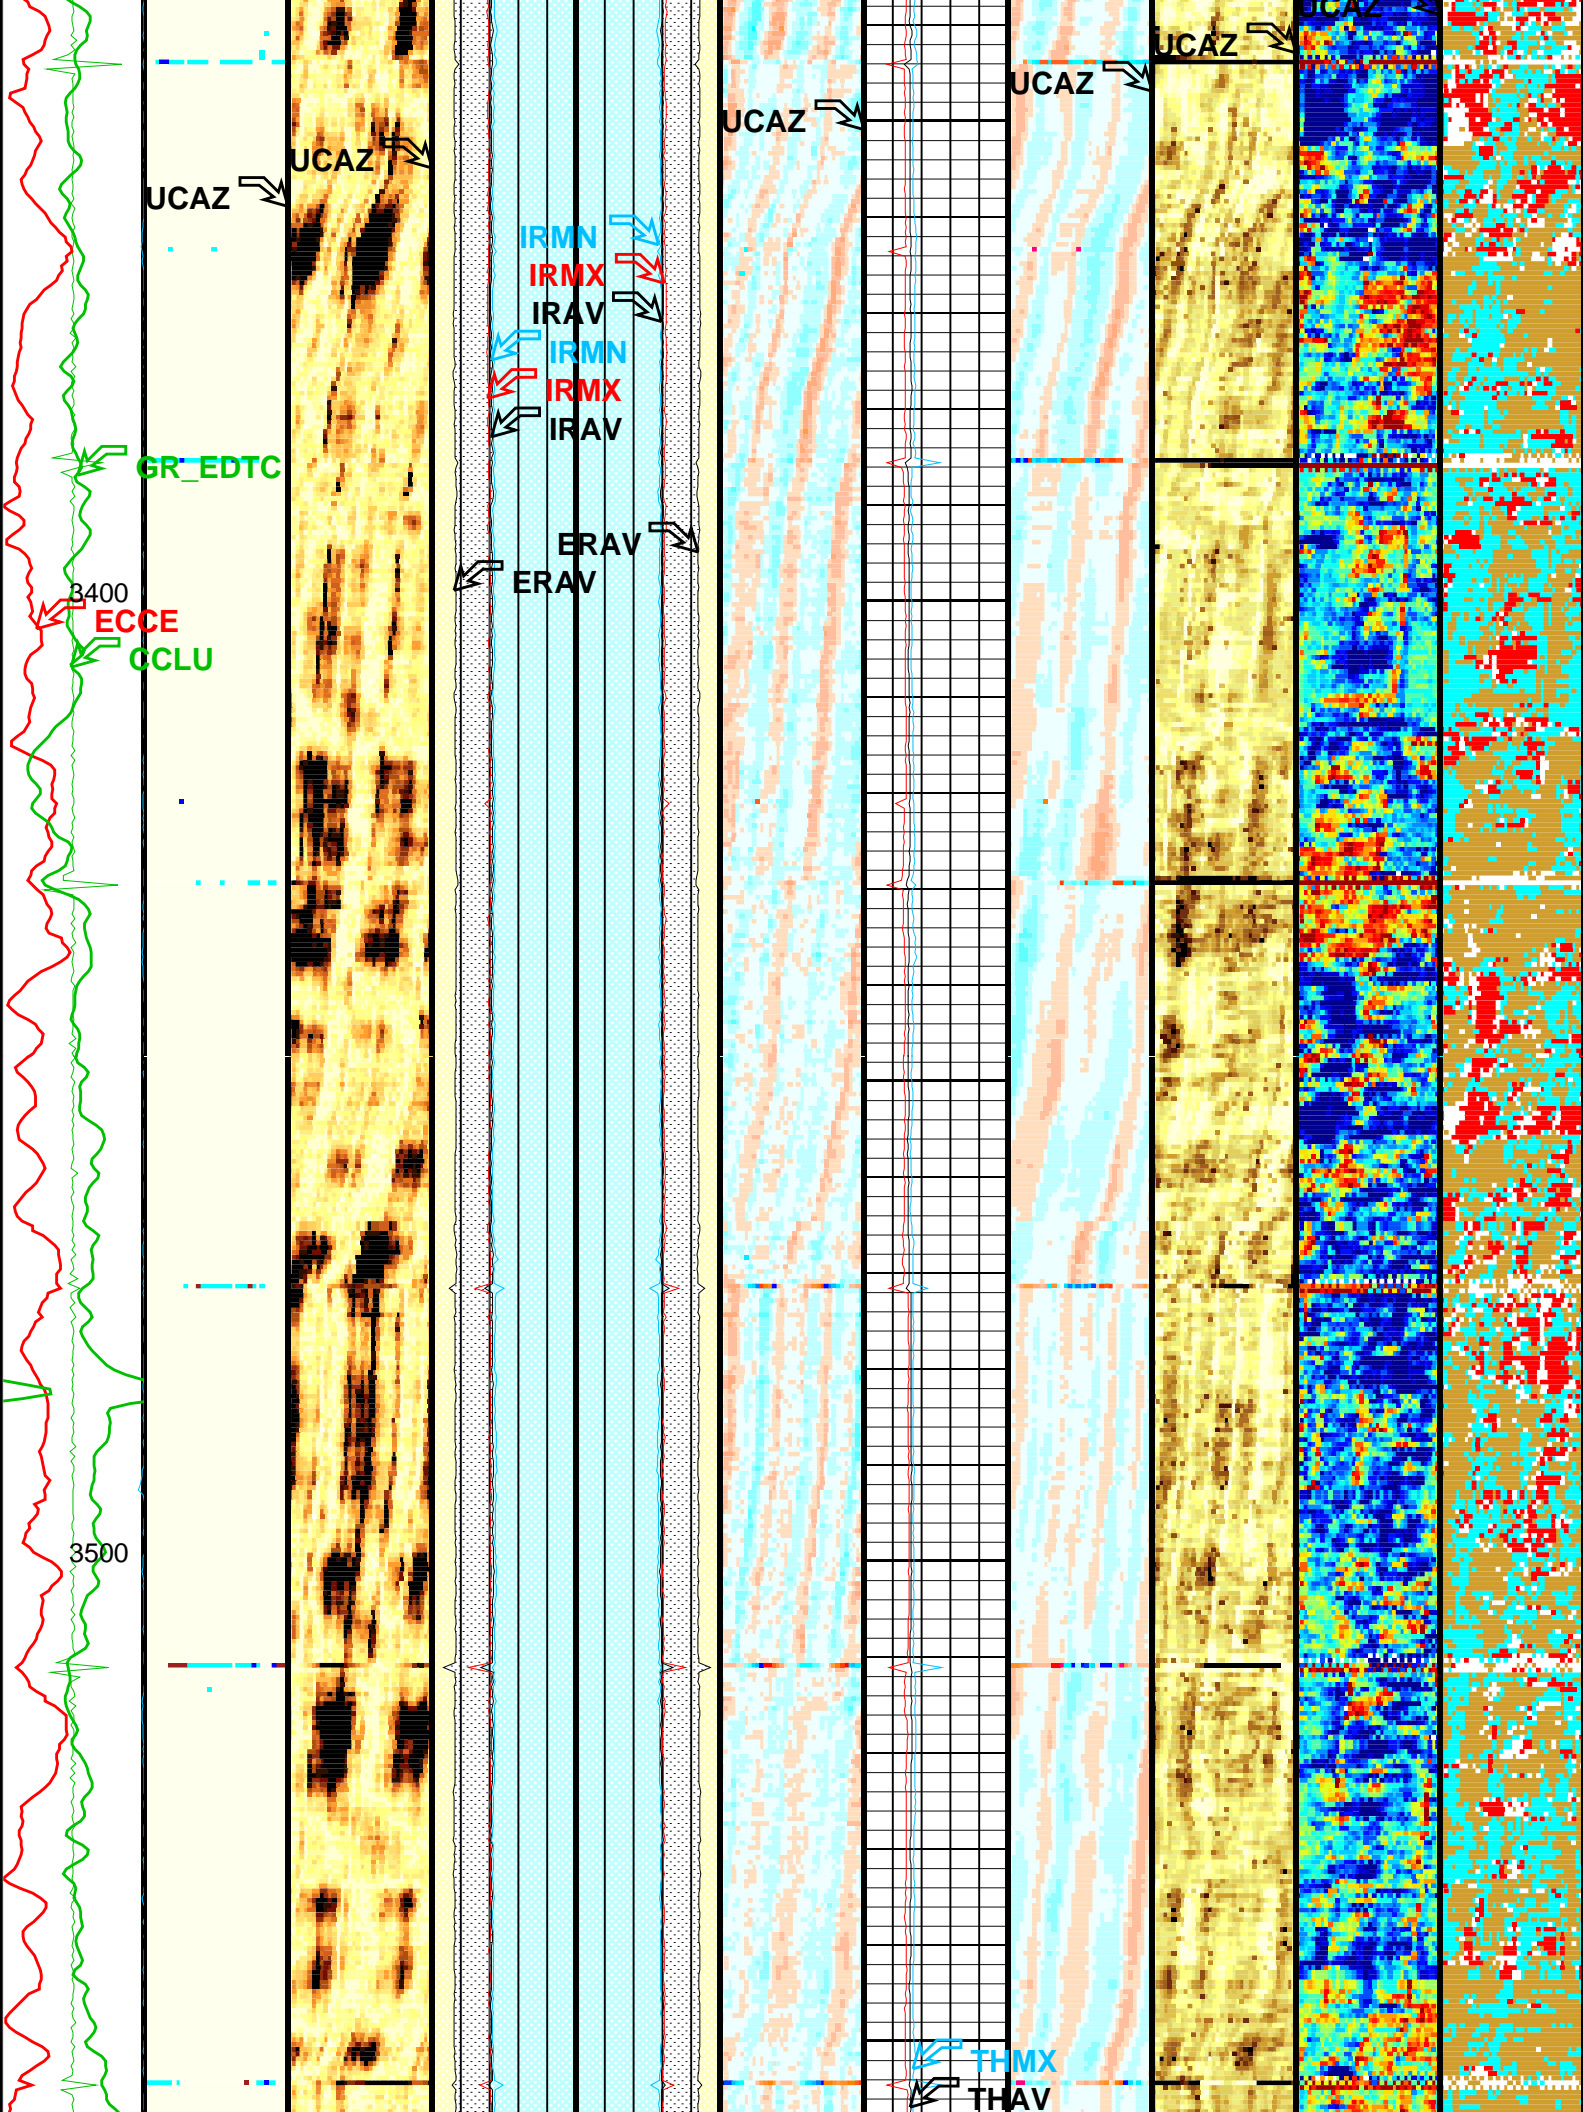 UCAZ
UCAZ
UCAZ
UCAZ
UCAZ
UCAZ
IRMN
IRMX
IRAV
IRMN
IRMX
IRAV
GR_EDTC
ERAV
ERAV
3400
ECCE
CCLU
3500
THMX
THAV